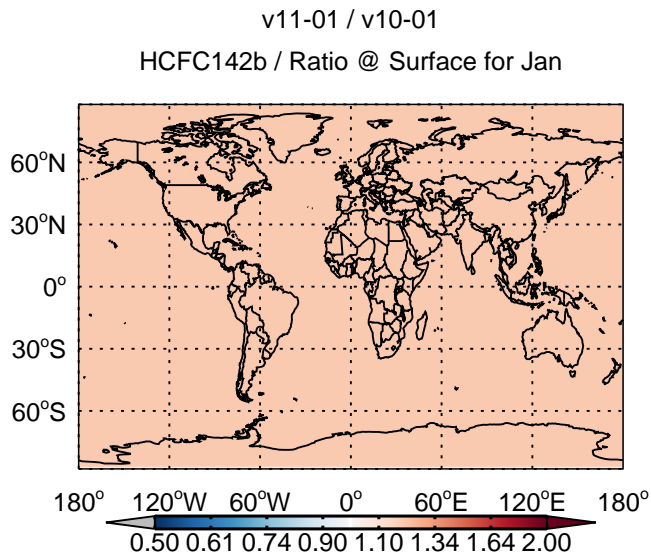 v11-01 / v10-01
HCFC142b / Ratio @ Surface for Jan
60°N
30°N
0°
30°S
60°S
180° 120°W 60°W 0° 60°E 120°E 180°
0.50 0.61 0.74 0.90 1.10 1.34 1.64 2.00